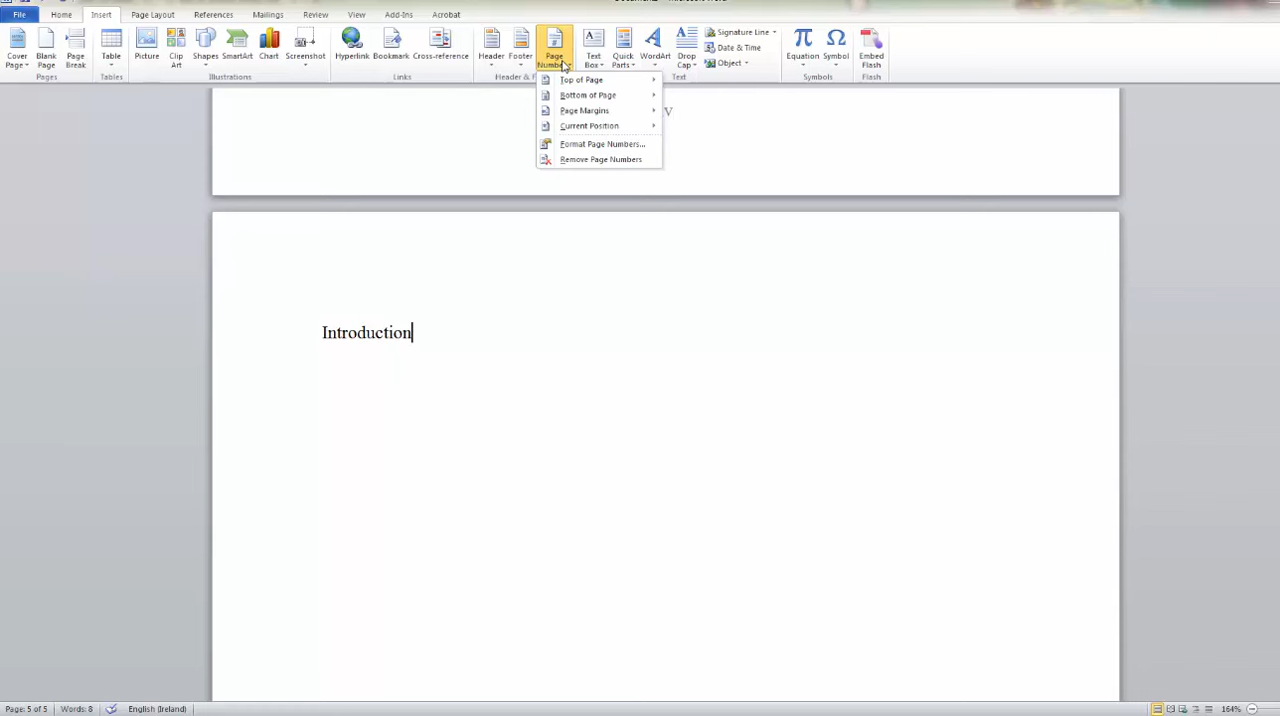 File Home Insert Page Layout References Mailings Review View Add-Ins Acrobat
Cover Page Blank Page Page Break Table Picture Clip Art Shapes SmartArt Chart Screenshot Hyperlink Bookmark Cross-reference Header Footer Page Number Text Box Quick Parts WordArt Drop Cap Signature Line Date & Time Object Equation Symbol Embed Flash
Pages Tables Illustrations Links Header & F Text Symbols Flash
Top of Page
Bottom of Page
Page Margins
Current Position
Format Page Numbers...
Remove Page Numbers
V
Introduction
Page: 5 of 5 Words: 8 English (Ireland) 164%